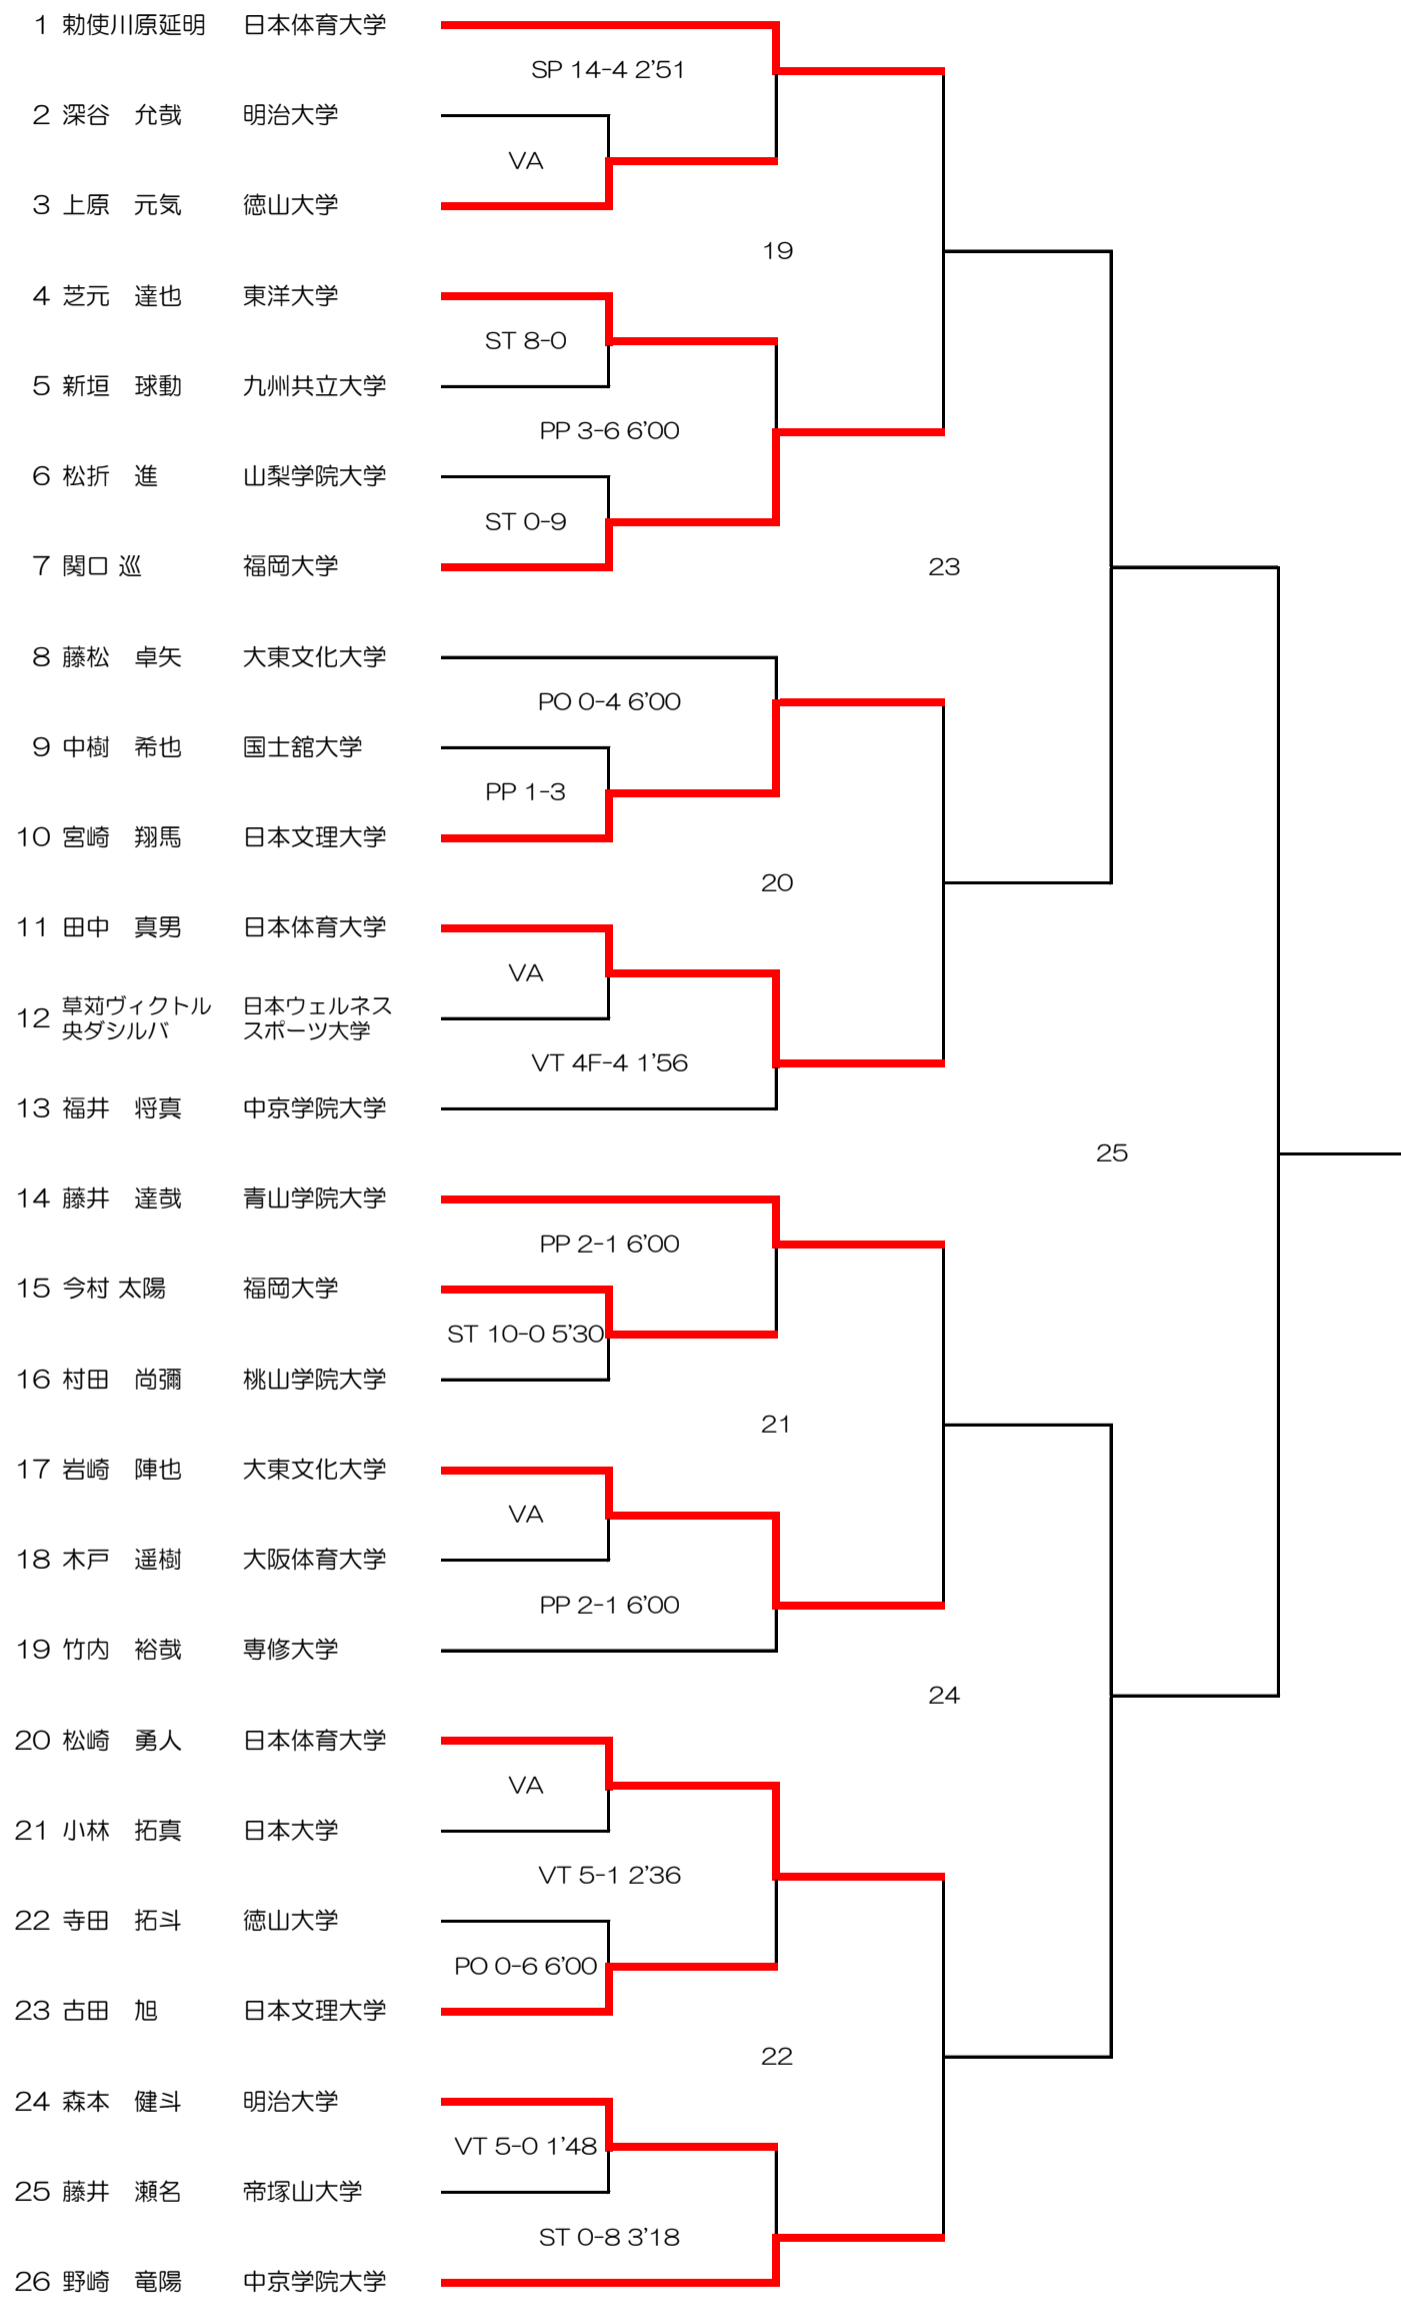 1 勅使川原延明 日本体育大学
SP 14-4 2'51
2 深谷　允哉 明治大学
VA
3 上原　元気 徳山大学
19
4 芝元　達也 東洋大学
ST 8-0
5 新垣　球動 九州共立大学
PP 3-6 6'00
6 松折　進 山梨学院大学
ST 0-9
7 関口 巡 福岡大学
23
8 藤松　卓矢 大東文化大学
PO 0-4 6'00
9 中樹　希也 国士舘大学
PP 1-3
10 宮崎　翔馬 日本文理大学
20
11 田中　真男 日本体育大学
VA
12 草苅ヴィクトル 日本ウェルネス
央ダシルバ スポーツ大学
VT 4F-4 1'56
13 福井　将真 中京学院大学
25
14 藤井　達哉 青山学院大学
PP 2-1 6'00
15 今村 太陽 福岡大学
ST 10-0 5'30
16 村田　尚彌 桃山学院大学
21
17 岩崎　陣也 大東文化大学
VA
18 木戸　遥樹 大阪体育大学
PP 2-1 6'00
19 竹内　裕哉 専修大学
24
20 松崎　勇人 日本体育大学
VA
21 小林　拓真 日本大学
VT 5-1 2'36
22 寺田　拓斗 徳山大学
PO 0-6 6'00
23 古田　旭 日本文理大学
22
24 森本　健斗 明治大学
VT 5-0 1'48
25 藤井　瀬名 帝塚山大学
ST 0-8 3'18
26 野崎　竜陽 中京学院大学